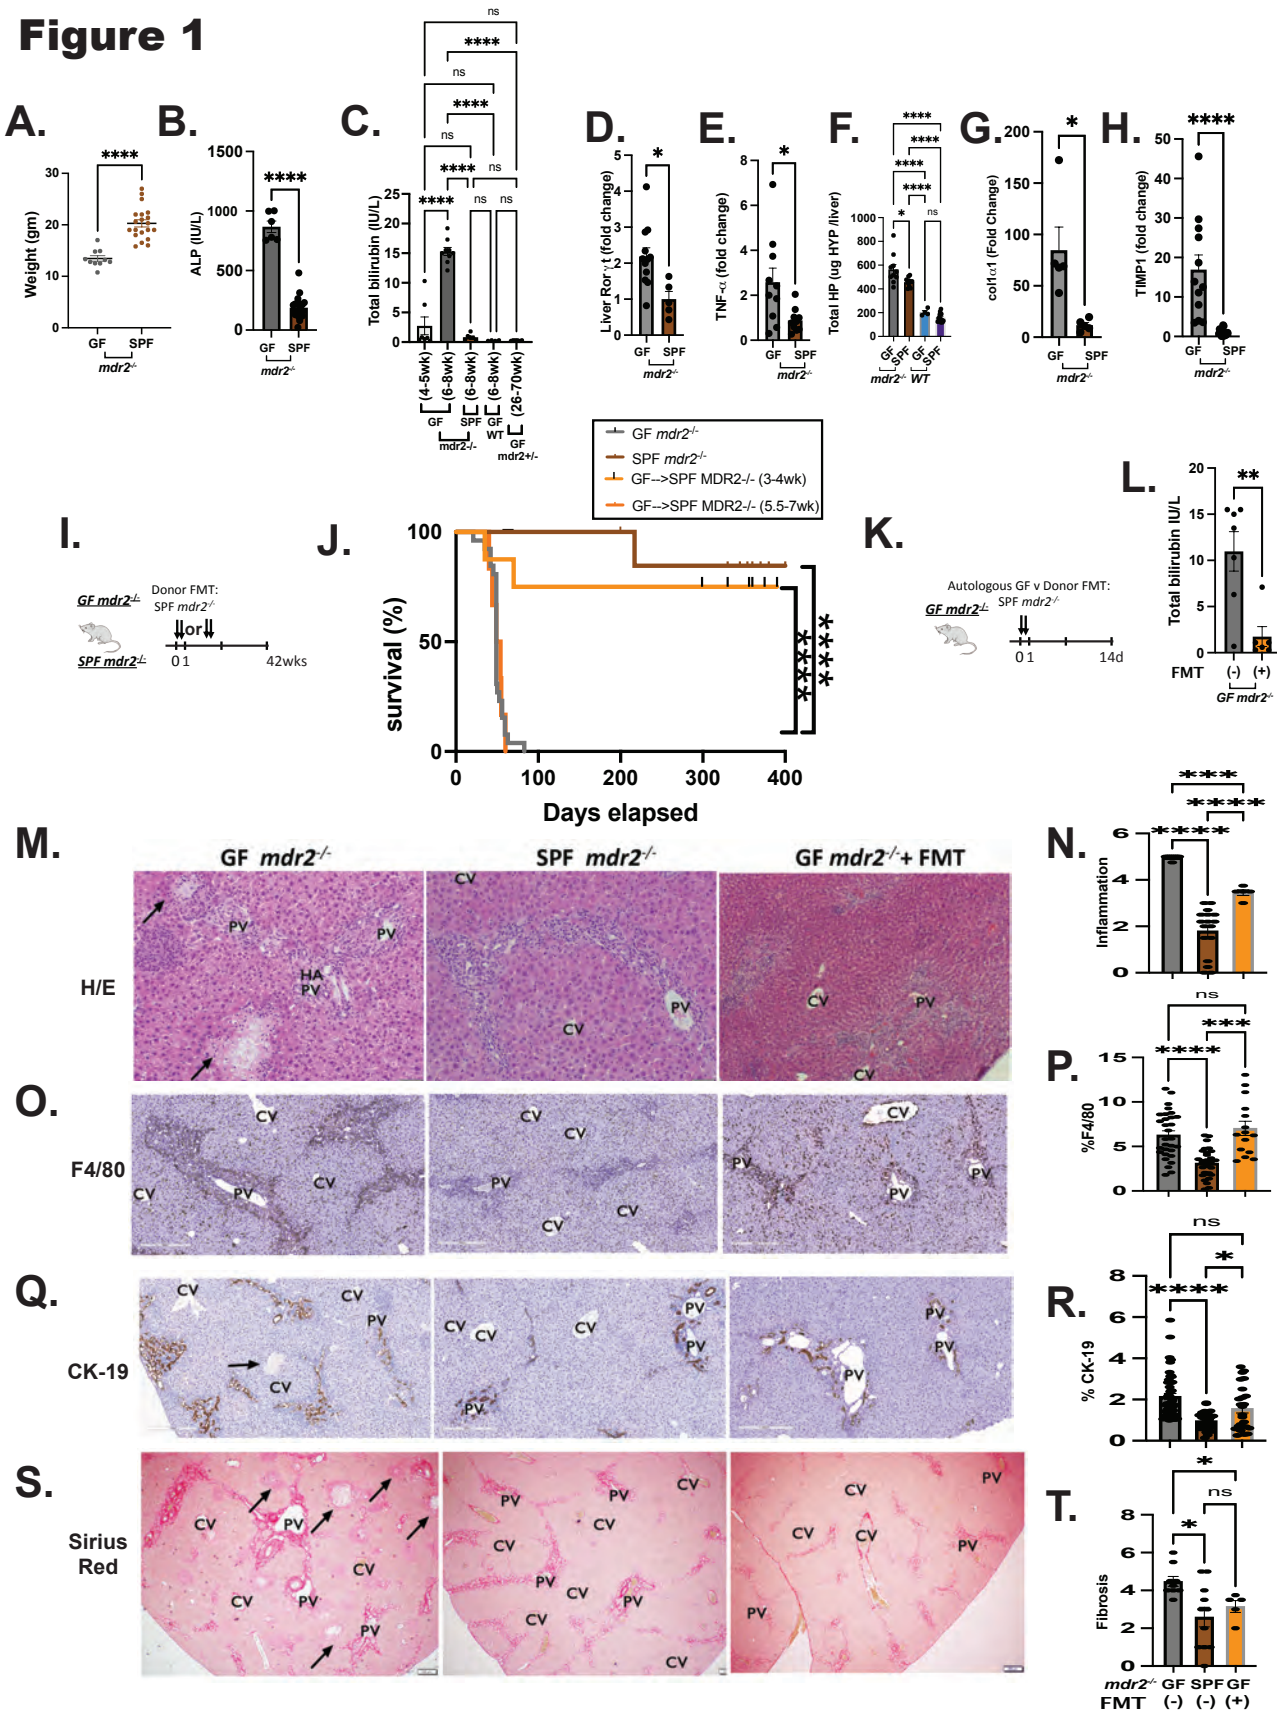 Figure 1
A.
Weight (gm)
30
20
10
0
****
GF SPF
mdr2-/-
B.
ALP (IU/L)
1500
1000
500
0
****
GF SPF
mdr2-/-
C.
Total bilirubin (IU/L)
25
20
15
10
5
0
ns
****
ns
****
ns
ns
****
ns
ns
****
(4-5wk)
(6-8wk)
(6-8wk)
(6-8wk)
(26-70wk)
GF
SPF
GF
WT
mdr2-/-
GF
mdr2+/-
D.
Liver Ror γt (fold change)
5
4
3
2
1
0
*
GF SPF
mdr2-/-
E.
TNF-α (fold change)
8
6
4
2
0
*
GF SPF
mdr2-/-
F.
Total HP (ug HYP /liver)
1000
800
600
400
200
0
****
****
****
****
*
ns
GF SPF GF SPF
mdr2-/- WT
G.
col1α1 (Fold Change)
200
150
100
50
0
*
GF SPF
mdr2-/-
H.
TIMP1 (fold change)
50
40
30
20
10
0
****
GF SPF
mdr2-/-
GF mdr2-/-
SPF mdr2-/-
GF-->SPF MDR2-/- (3-4wk)
GF-->SPF MDR2-/- (5.5-7wk)
I.
GF mdr2-/-
SPF mdr2-/-
Donor FMT:
SPF mdr2-/-
or
0 1 42wks
J.
survival (%)
100
50
0
0 100 200 300 400
Days elapsed
****
****
K.
Autologous GF v Donor FMT:
GF mdr2-/- SPF mdr2-/-
0 1 14d
L.
Total bilirubin IU/L
20
15
10
5
0
**
FMT (-) (+)
GF mdr2-/-
M.
GF mdr2-/- SPF mdr2-/- GF mdr2-/-+ FMT
H/E
PV PV HA PV
CV CV PV
CV PV CV
N.
Inflammation
6
4
2
0
****
****
****
O.
F4/80
CV CV CV PV CV
CV CV PV CV CV
CV PV PV PV
P.
%F4/80
15
10
5
0
ns
***
****
Q.
CK-19
CV CV PV CV
CV CV CV PV PV PV
PV PV PV
R.
% CK-19
8
6
4
2
0
ns
*
****
S.
Sirius
Red
CV PV CV CV PV PV
PV PV CV CV CV PV CV PV CV CV
CV PV CV CV PV PV
T.
Fibrosis
8
6
4
2
0
*
ns
*
mdr2-/- GF SPF GF
FMT (-) (-) (+)